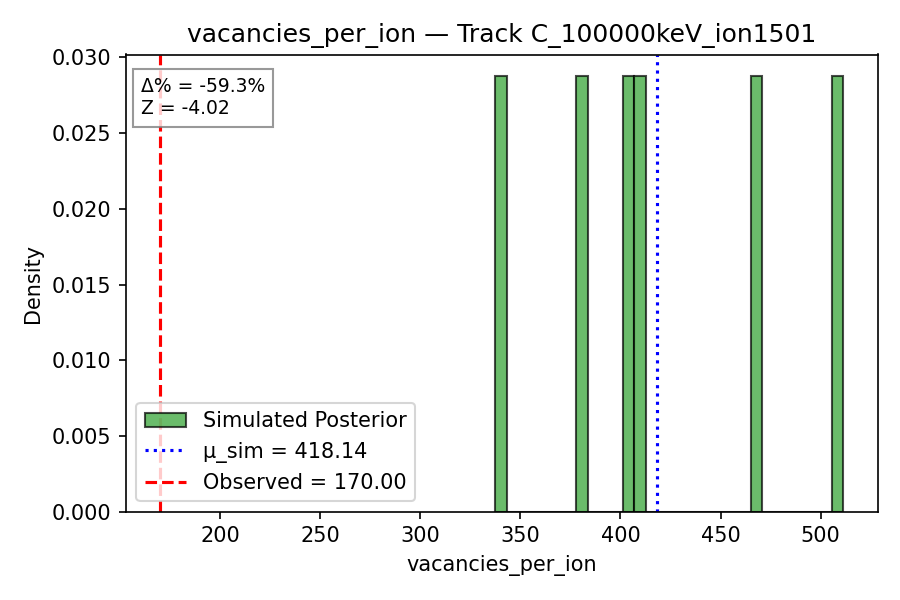 vacancies_per_ion — Track C_100000keV_ion1501
Δ% = -59.3%
Z = -4.02
0.030
0.025
0.020
0.015
0.010
0.005
0.000
Density
Simulated Posterior
μ_sim = 418.14
Observed = 170.00
200 250 300 350 400 450 500
vacancies_per_ion